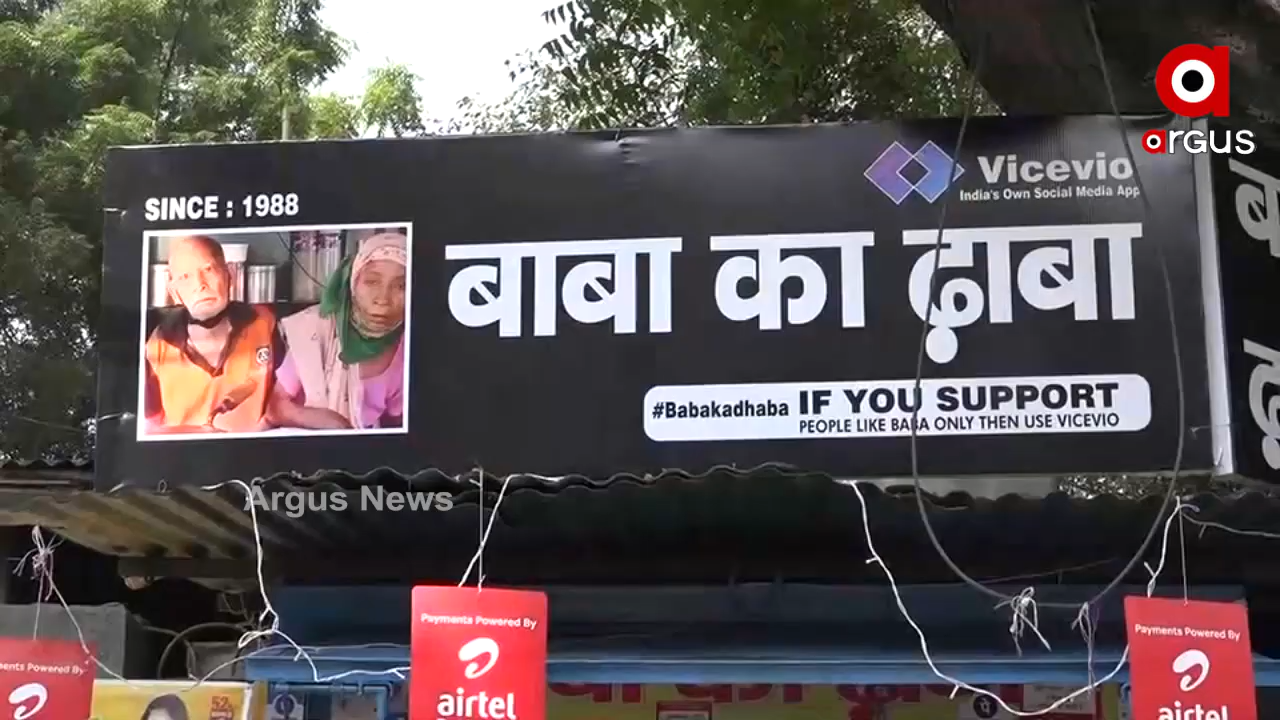 argus
Vicevio
India's Own Social Media App
SINCE : 1988
बाबा का ढ़ाबा
#Babakadhaba IF YOU SUPPORT
PEOPLE LIKE BABA ONLY THEN USE VICEVIO
Argus News
Payments Powered By
airtel
Payments Powered By
airtel
Payments Powered By